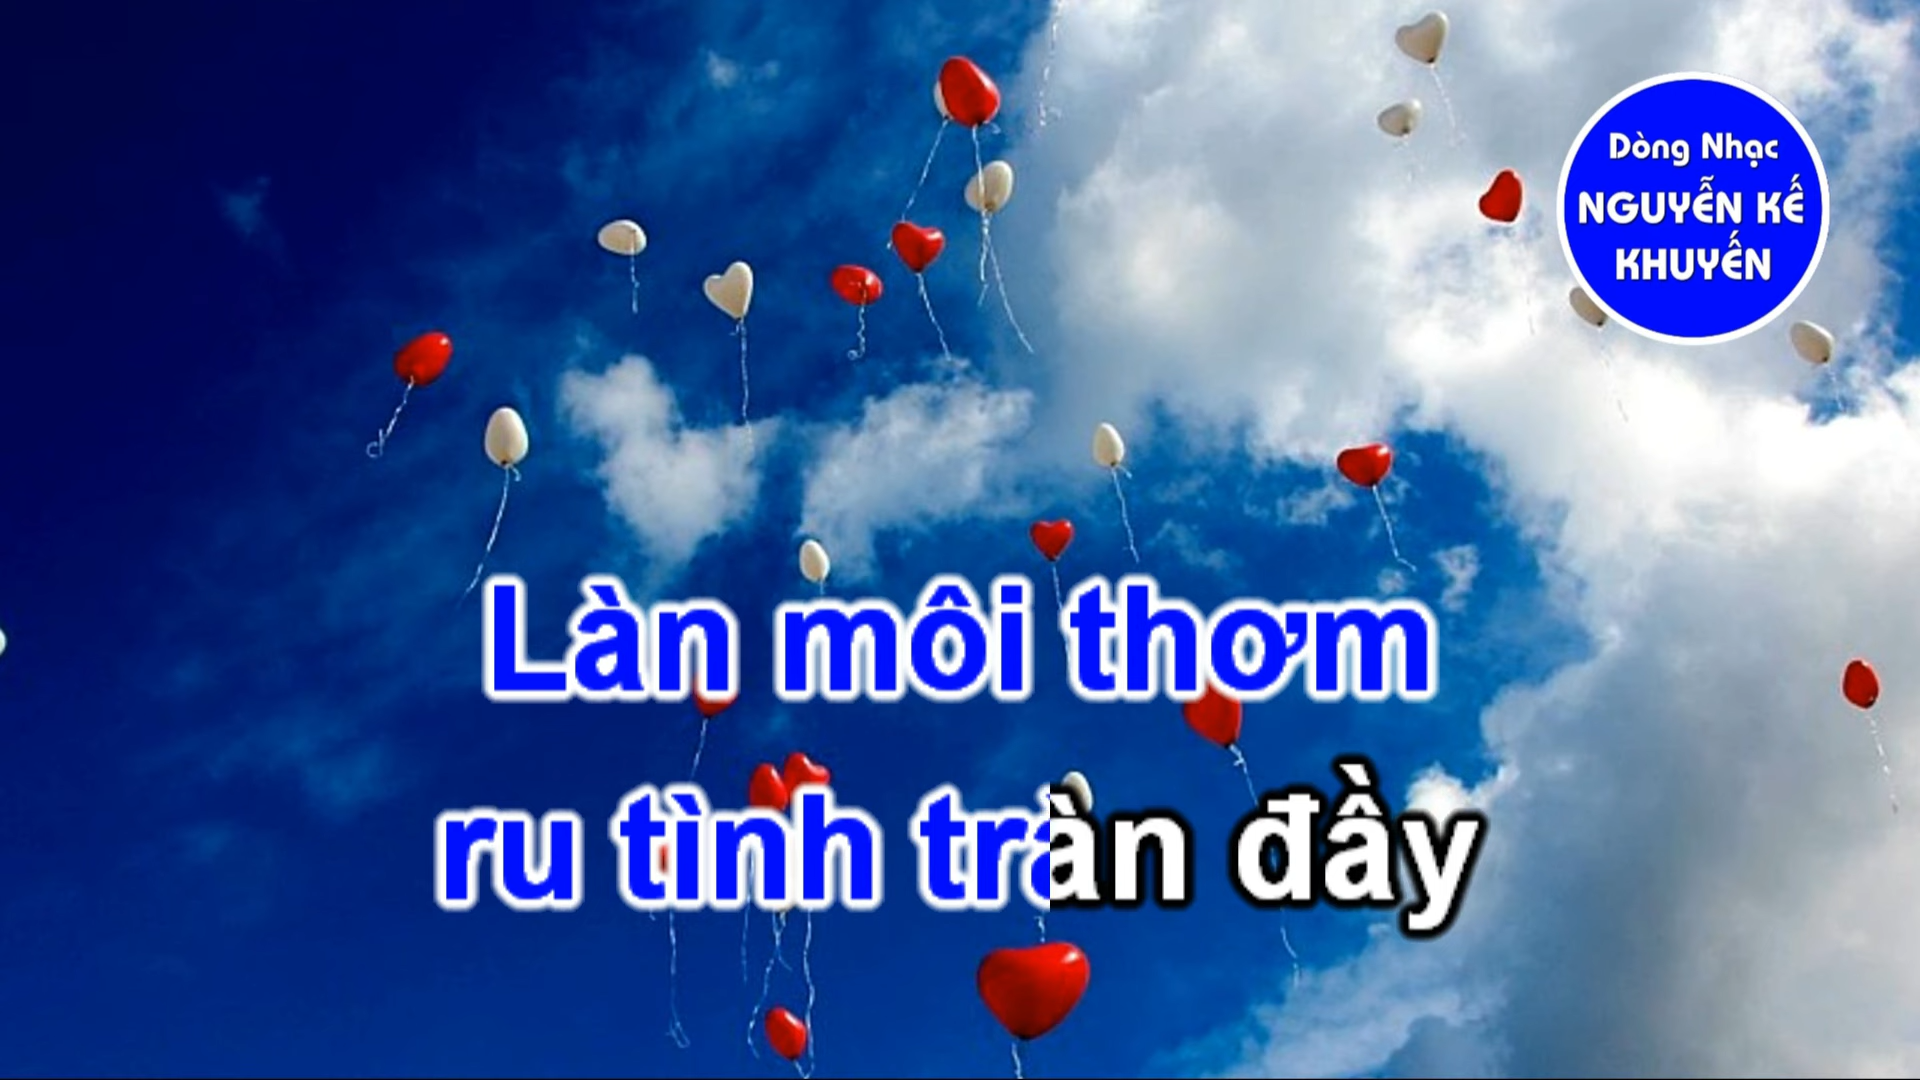 Dòng Nhạc
NGUYỄN KẾ
KHUYẾN
Làn môi thơm
ru tình tràn đầy